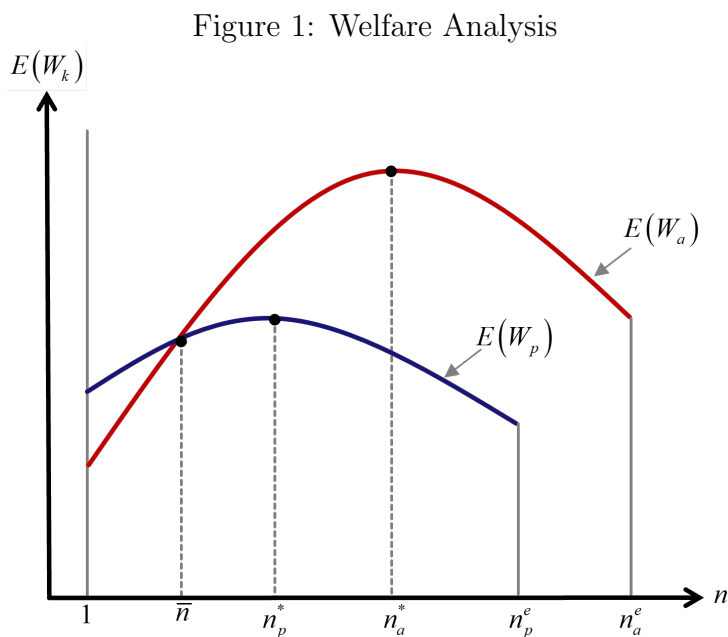 Figure 1: Welfare Analysis
E(W_k)
E(W_a)
E(W_p)
1 n̅ n_p^* n_a^* n_p^e n_a^e n